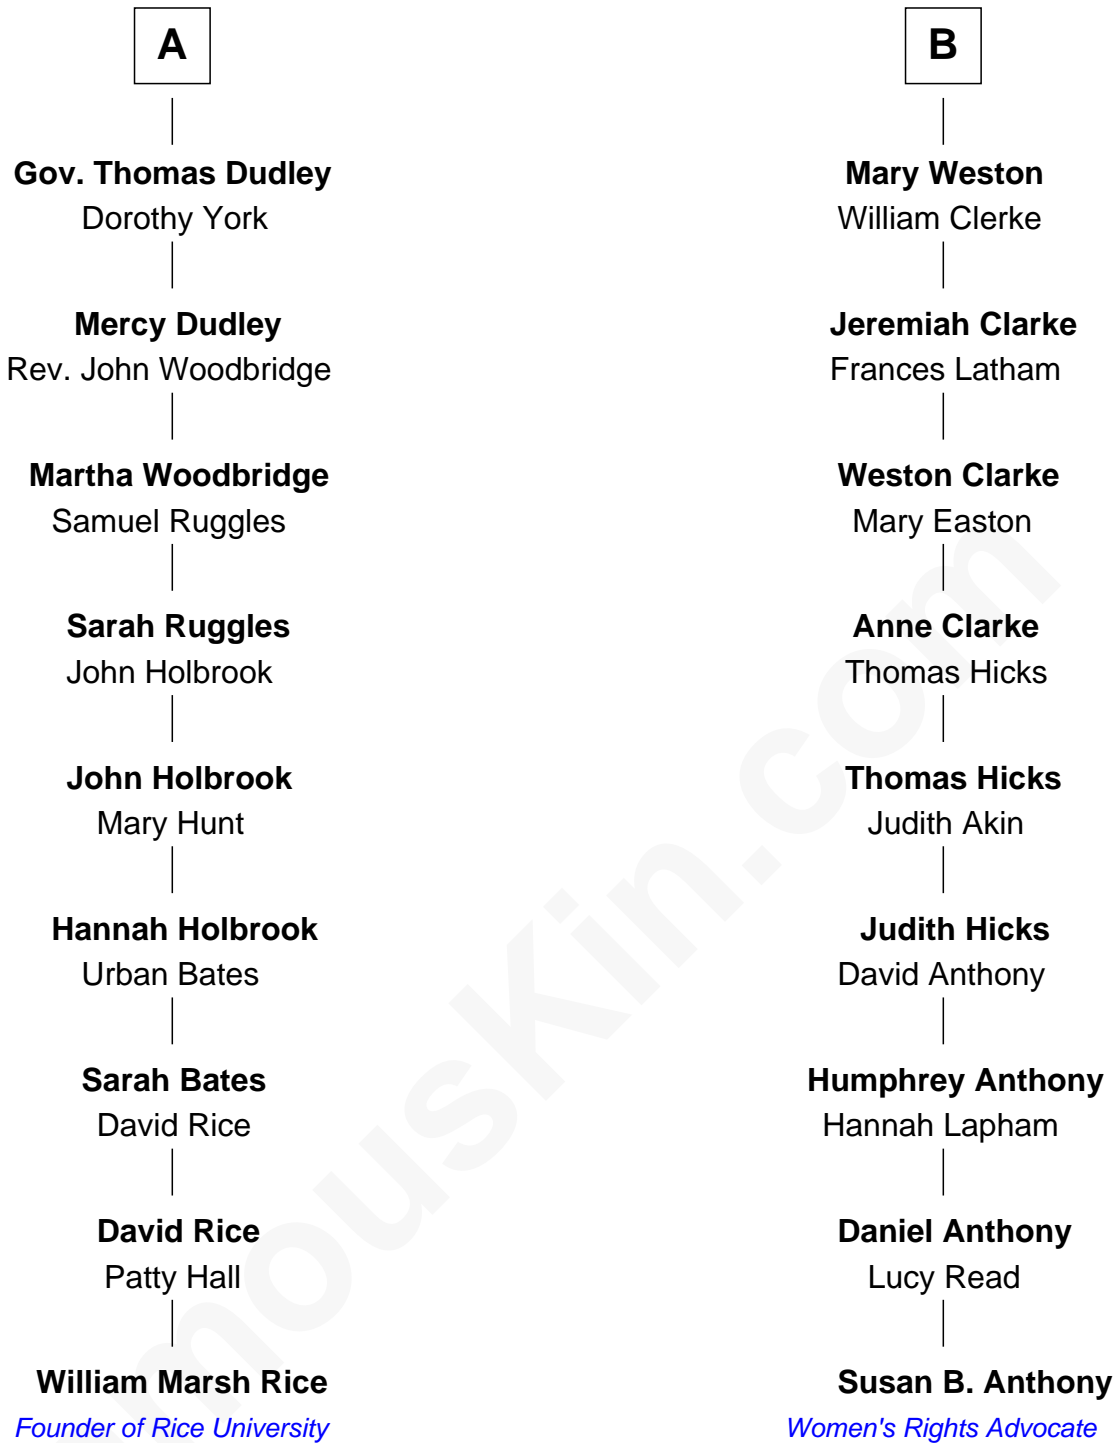 A
Gov. Thomas Dudley
Dorothy York
Mercy Dudley
Rev. John Woodbridge
Martha Woodbridge
Samuel Ruggles
Sarah Ruggles
John Holbrook
John Holbrook
Mary Hunt
Hannah Holbrook
Urban Bates
Sarah Bates
David Rice
David Rice
Patty Hall
William Marsh Rice
Founder of Rice University
B
Mary Weston
William Clerke
Jeremiah Clarke
Frances Latham
Weston Clarke
Mary Easton
Anne Clarke
Thomas Hicks
Thomas Hicks
Judith Akin
Judith Hicks
David Anthony
Humphrey Anthony
Hannah Lapham
Daniel Anthony
Lucy Read
Susan B. Anthony
Women's Rights Advocate
mousKin.com